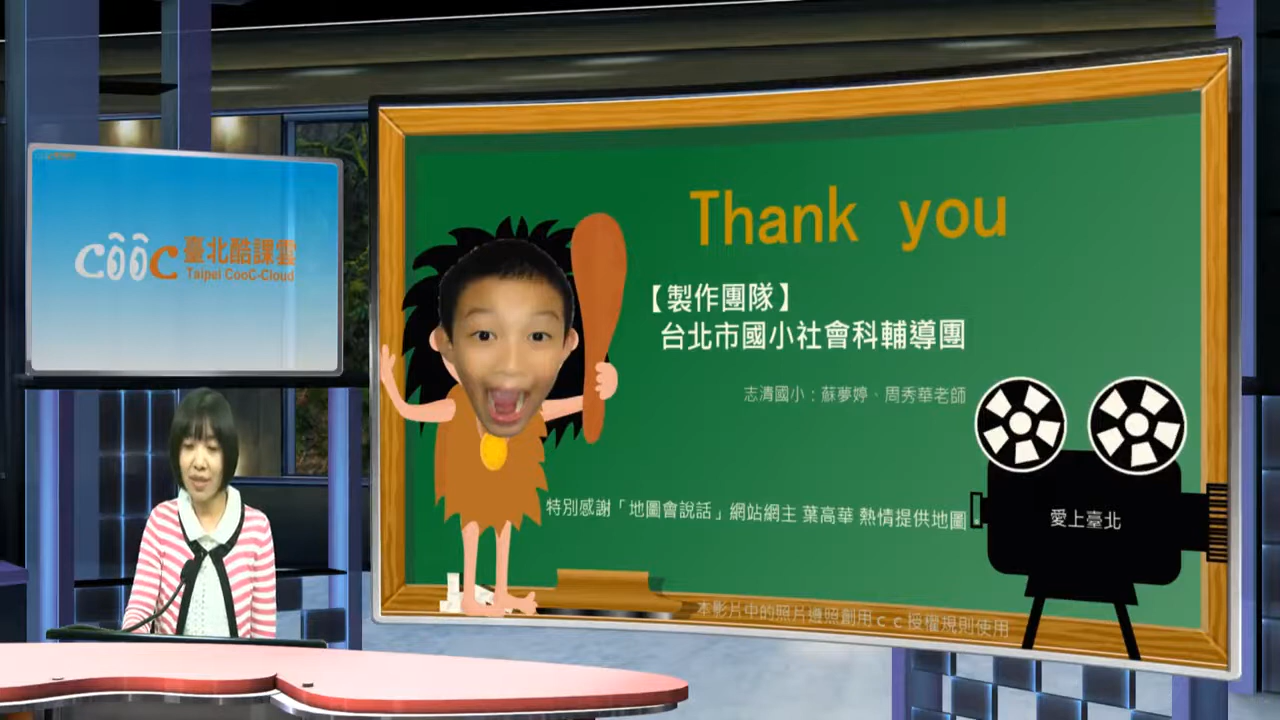 cooc 臺北酷課雲
Taipei CooC-Cloud
Thank you
【製作團隊】
台北市國小社會科輔導團
志清國小：蘇夢婷、周秀華老師
特別感謝「地圖會說話」網站網主 葉高華 熱情提供地圖
愛上臺北
本影片中的照片遵照創用ｃｃ授權規則使用